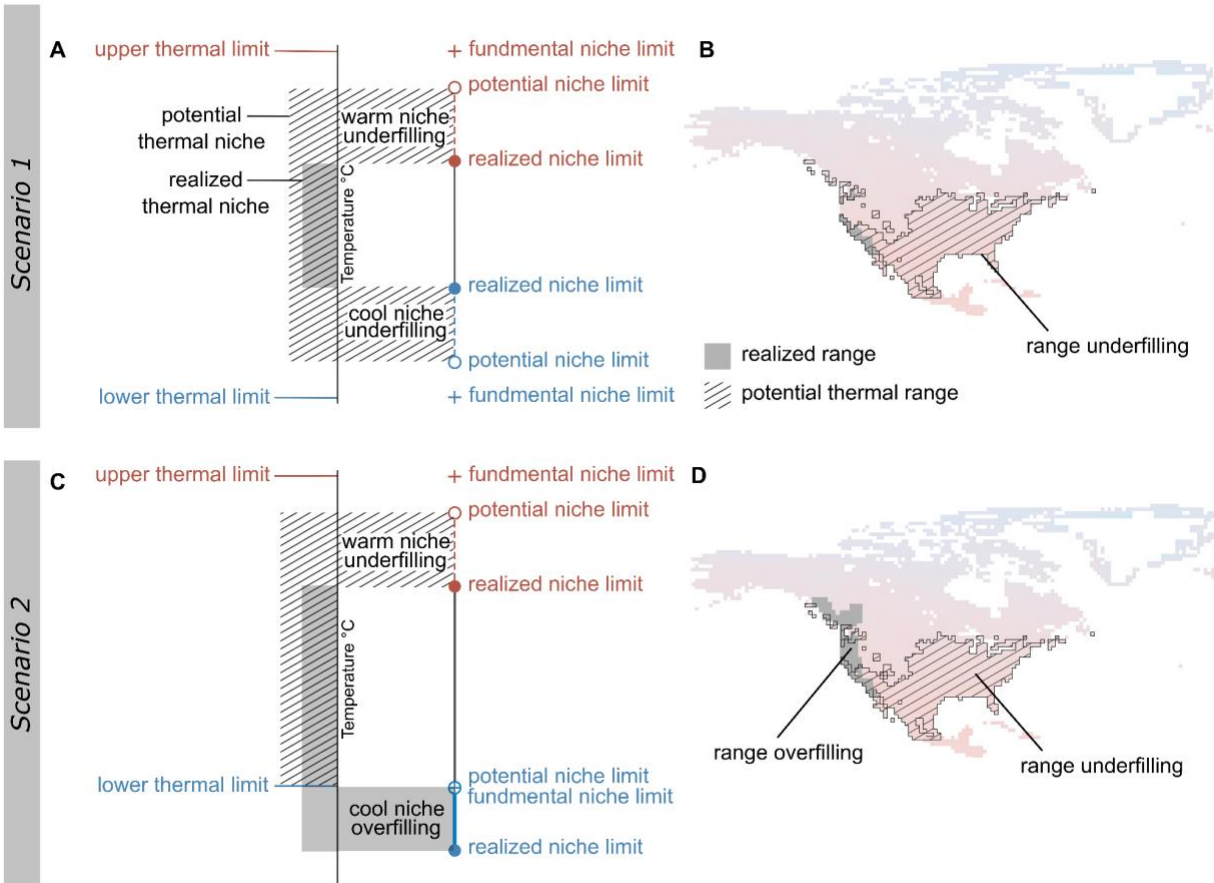 Scenario 1
A
upper thermal limit
+ fundmental niche limit
potential niche limit
potential
thermal niche
warm niche
underfilling
realized niche limit
realized
thermal niche
Temperature °C
realized niche limit
cool niche
underfilling
potential niche limit
lower thermal limit
+ fundmental niche limit
B
range underfilling
realized range
potential thermal range
Scenario 2
C
upper thermal limit
+ fundmental niche limit
potential niche limit
warm niche
underfilling
realized niche limit
Temperature °C
lower thermal limit
potential niche limit
fundmental niche limit
cool niche
overfilling
realized niche limit
D
range overfilling
range underfilling